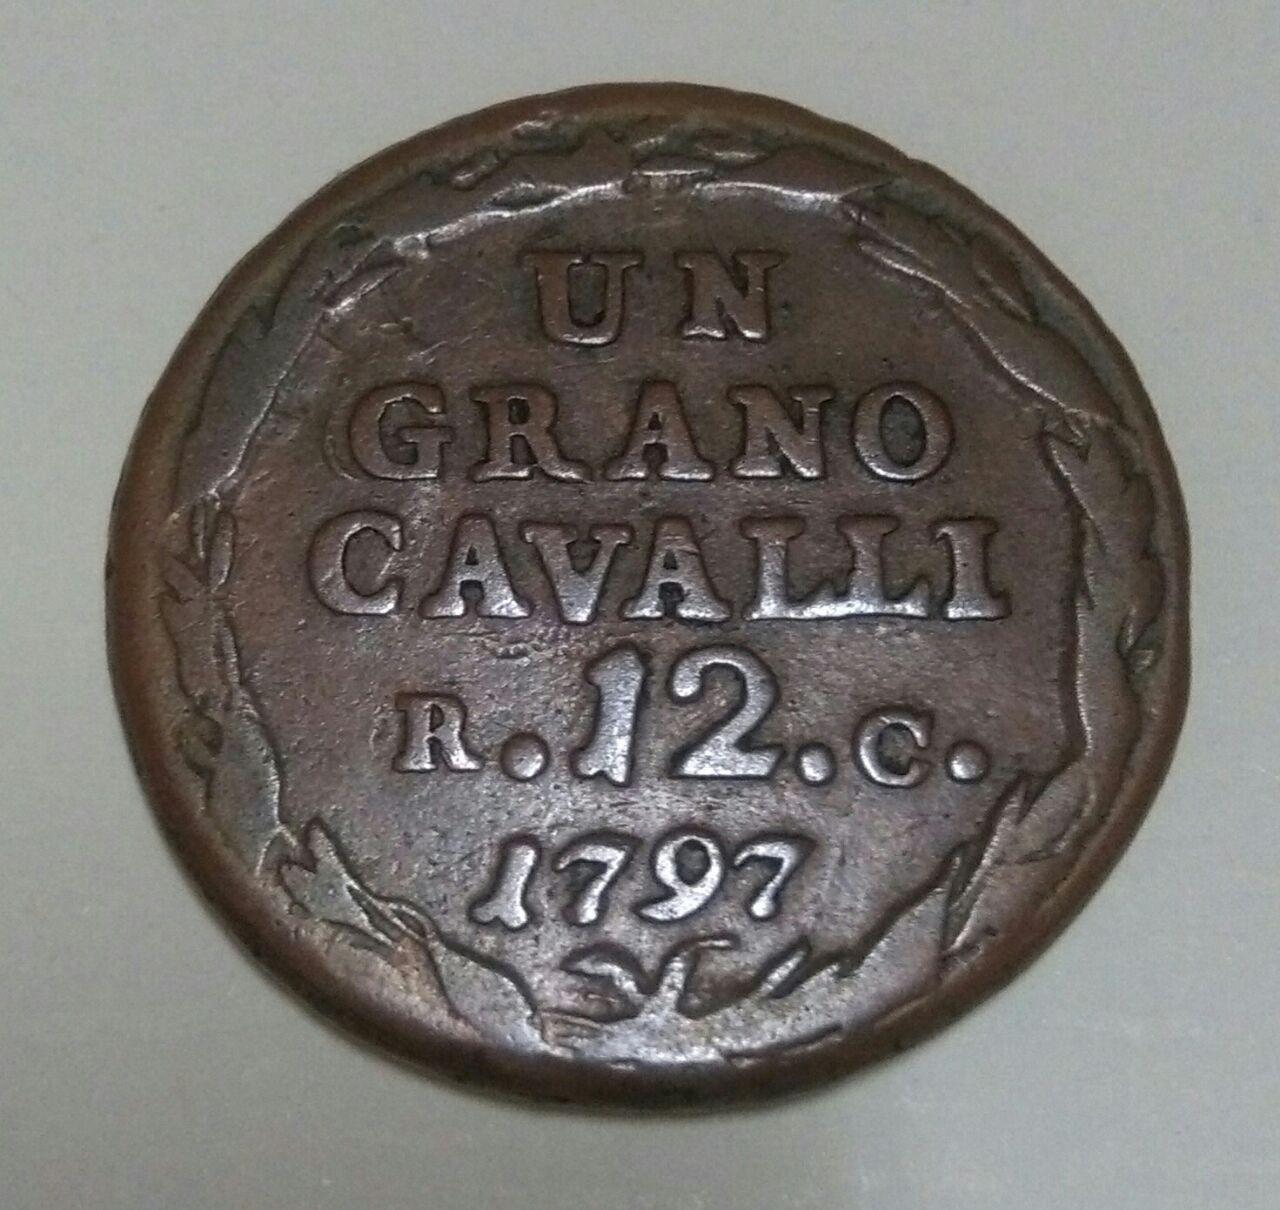 UN
GRANO
CAVALLI
R.12.C.
1797